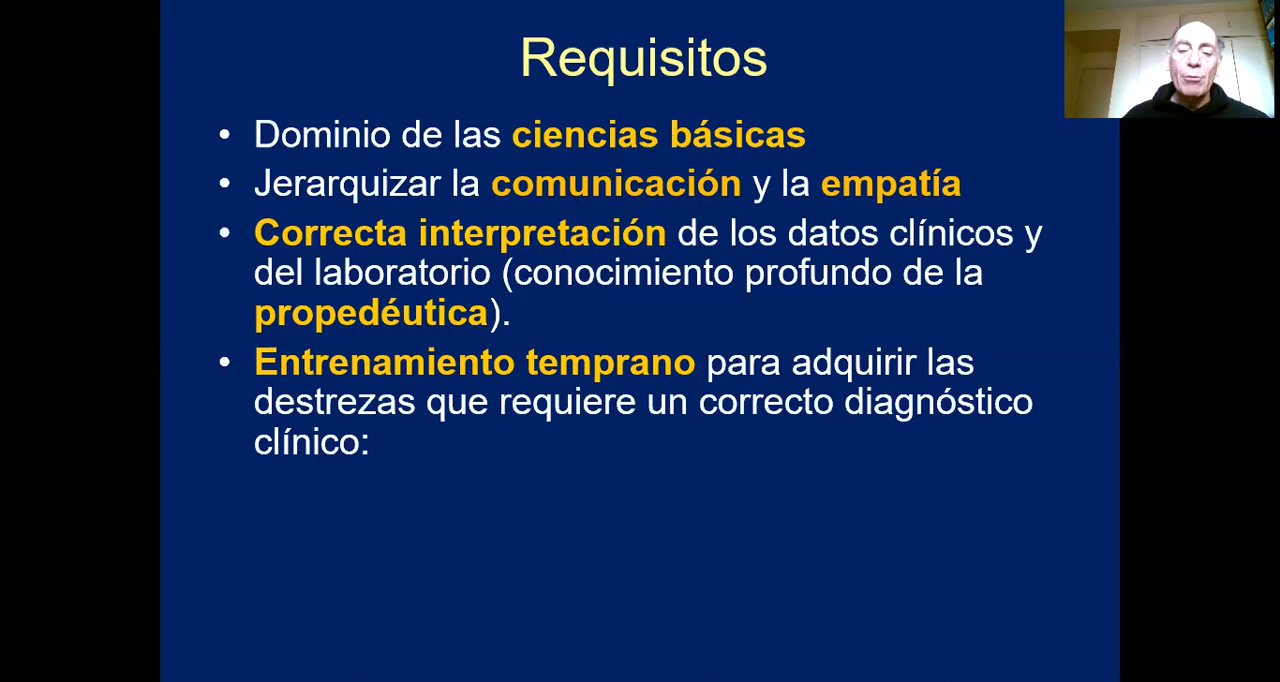 Requisitos
• Dominio de las ciencias básicas
• Jerarquizar la comunicación y la empatía
• Correcta interpretación de los datos clínicos y
del laboratorio (conocimiento profundo de la
propedéutica).
• Entrenamiento temprano para adquirir las
destrezas que requiere un correcto diagnóstico
clínico: